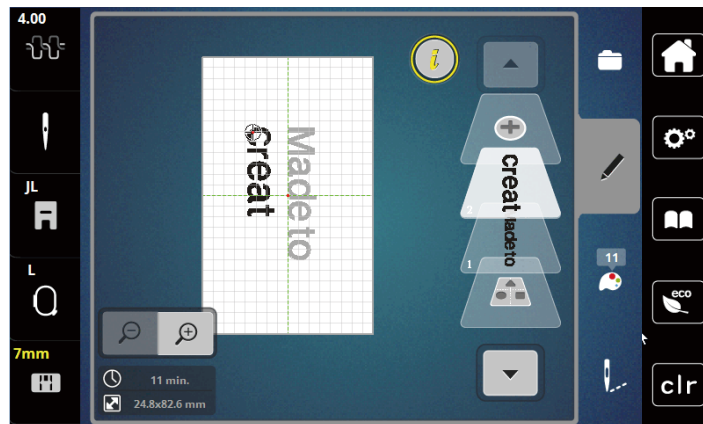 4.00
JL
L
7mm
i
Creat
Made to
11 min.
24.8x82.6 mm
creat
2
Made to
1
11
eco
clr